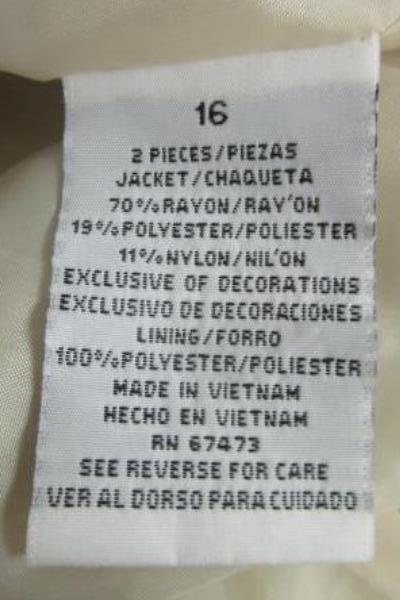 16
2 PIECES/PIEZAS
JACKET/CHAQUETA
70%RAYON/RAY'ON
19%POLYESTER/POLIESTER
11%NYLON/NIL'ON
EXCLUSIVE OF DECORATIONS
EXCLUSIVO DE DECORACIONES
LINING/FORRO
100%POLYESTER/POLIESTER
MADE IN VIETNAM
HECHO EN VIETNAM
RN 67473
SEE REVERSE FOR CARE
VER AL DORSO PARA CUIDADO